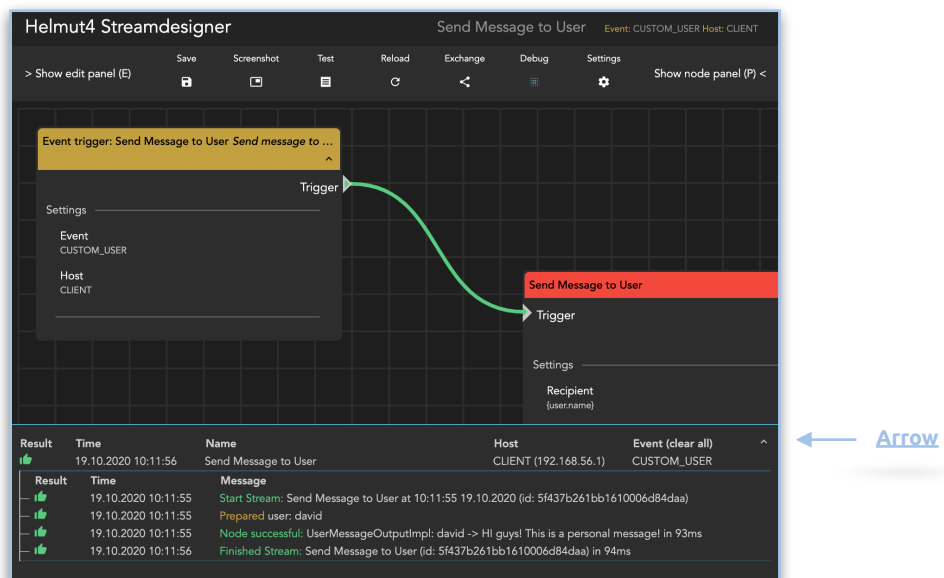 Helmut4 Streamdesigner
Send Message to User
Event: CUSTOM_USER Host: CLIENT
> Show edit panel (E)
Save
Screenshot
Test
Reload
Exchange
Debug
Settings
Show node panel (P) <
Event trigger: Send Message to User Send message to ...
Trigger
Settings
Event
CUSTOM_USER
Host
CLIENT
Send Message to User
Trigger
Settings
Recipient
{user.name}
Result Time Name Host Event (clear all)
19.10.2020 10:11:56 Send Message to User CLIENT (192.168.56.1) CUSTOM_USER
Result Time Message
19.10.2020 10:11:55 Start Stream: Send Message to User at 10:11:55 19.10.2020 (id: 5f437b261bb1610006d84daa)
19.10.2020 10:11:55 Prepared user: david
19.10.2020 10:11:55 Node successful: UserMessageOutputImpl: david -> HI guys! This is a personal message! in 93ms
19.10.2020 10:11:56 Finished Stream: Send Message to User (id: 5f437b261bb1610006d84daa) in 94ms
Arrow